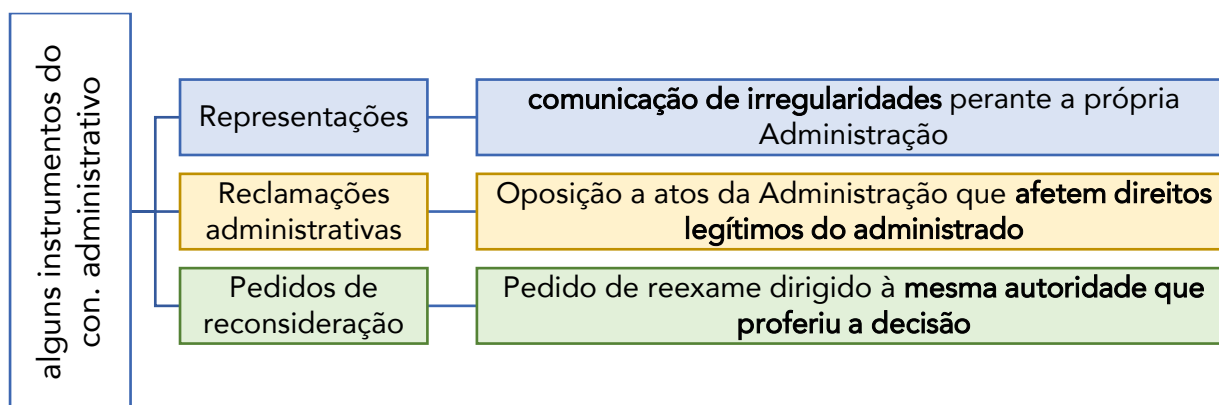 alguns instrumentos do
con. administrativo
Representações
comunicação de irregularidades perante a própria
Administração
Reclamações
administrativas
Oposição a atos da Administração que afetem direitos
legítimos do administrado
Pedidos de
reconsideração
Pedido de reexame dirigido à mesma autoridade que
proferiu a decisão